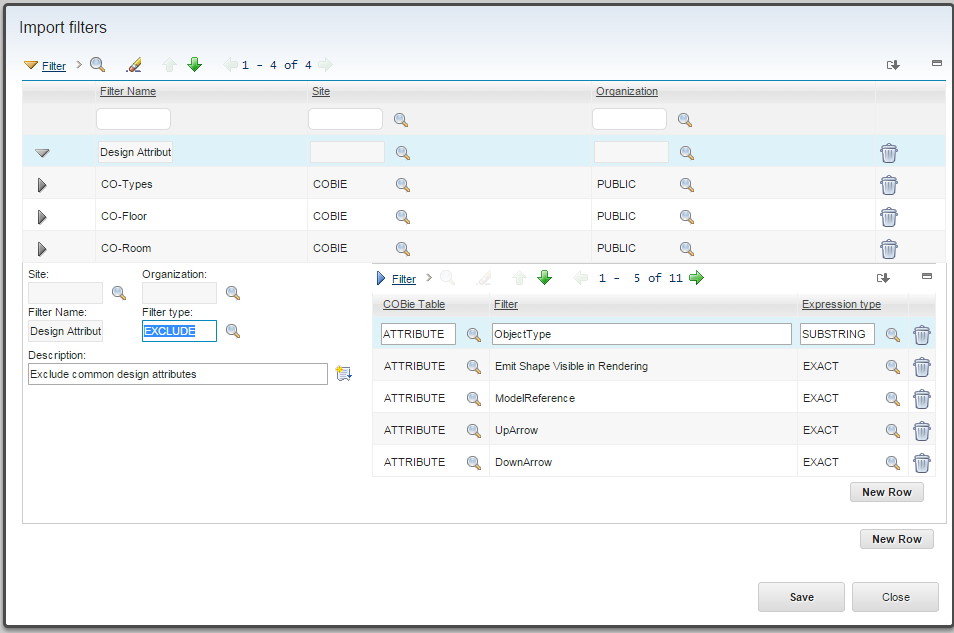 Import filters
Filter 1 - 4 of 4
Filter Name Site Organization
Design Attribut
CO-Types COBIE PUBLIC
CO-Floor COBIE PUBLIC
CO-Room COBIE PUBLIC
Site: Organization:
Filter Name: Filter type:
Design Attribut EXCLUDE
Description:
Exclude common design attributes
Filter 1 - 5 of 11
COBie Table Filter Expression type
ATTRIBUTE ObjectType SUBSTRING
ATTRIBUTE Emit Shape Visible in Rendering EXACT
ATTRIBUTE ModelReference EXACT
ATTRIBUTE UpArrow EXACT
ATTRIBUTE DownArrow EXACT
New Row
New Row
Save Close